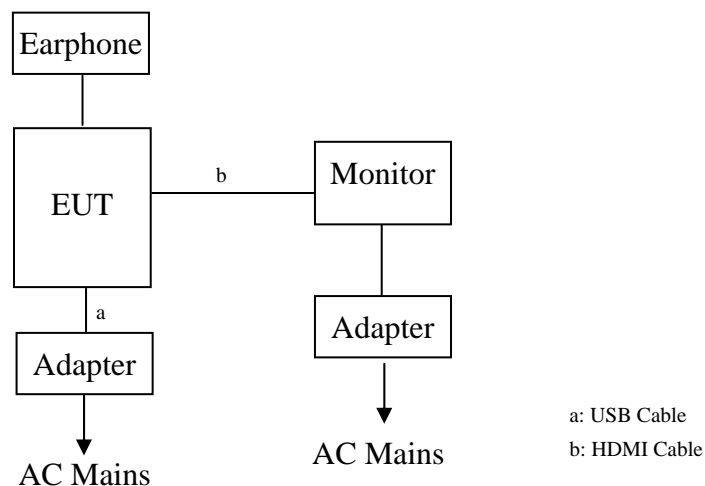 Earphone
EUT
b
Monitor
a
Adapter
Adapter
AC Mains
AC Mains
a: USB Cable
b: HDMI Cable